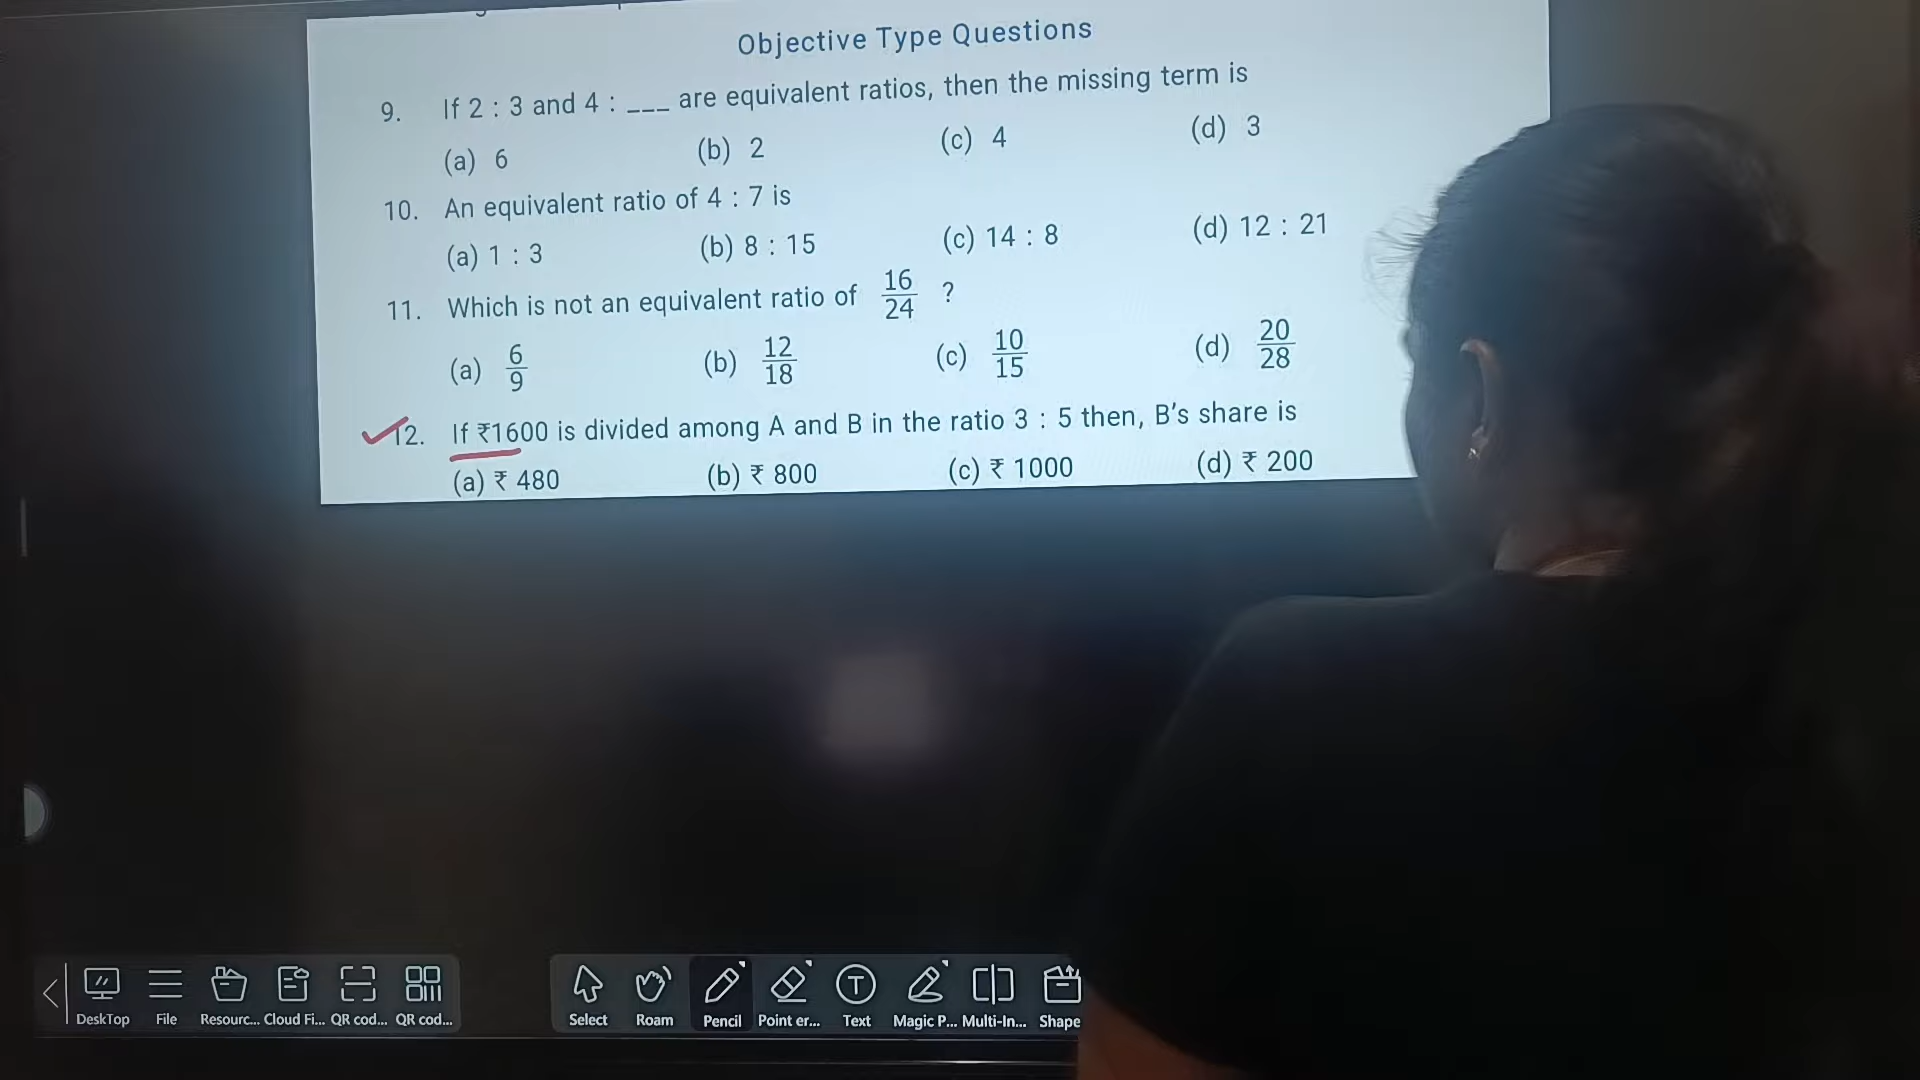 Objective Type Questions
9. If 2 : 3 and 4 : ___ are equivalent ratios, then the missing term is
(a) 6 (b) 2 (c) 4 (d) 3
10. An equivalent ratio of 4 : 7 is
(a) 1 : 3 (b) 8 : 15 (c) 14 : 8 (d) 12 : 21
11. Which is not an equivalent ratio of 16/24 ?
(a) 6/9 (b) 12/18 (c) 10/15 (d) 20/28
12. If ₹1600 is divided among A and B in the ratio 3 : 5 then, B's share is
(a) ₹ 480 (b) ₹ 800 (c) ₹ 1000 (d) ₹ 200
DeskTop File Resourc... Cloud Fi... QR cod... QR cod... Select Roam Pencil Point er... Text Magic P... Multi-In... Shape